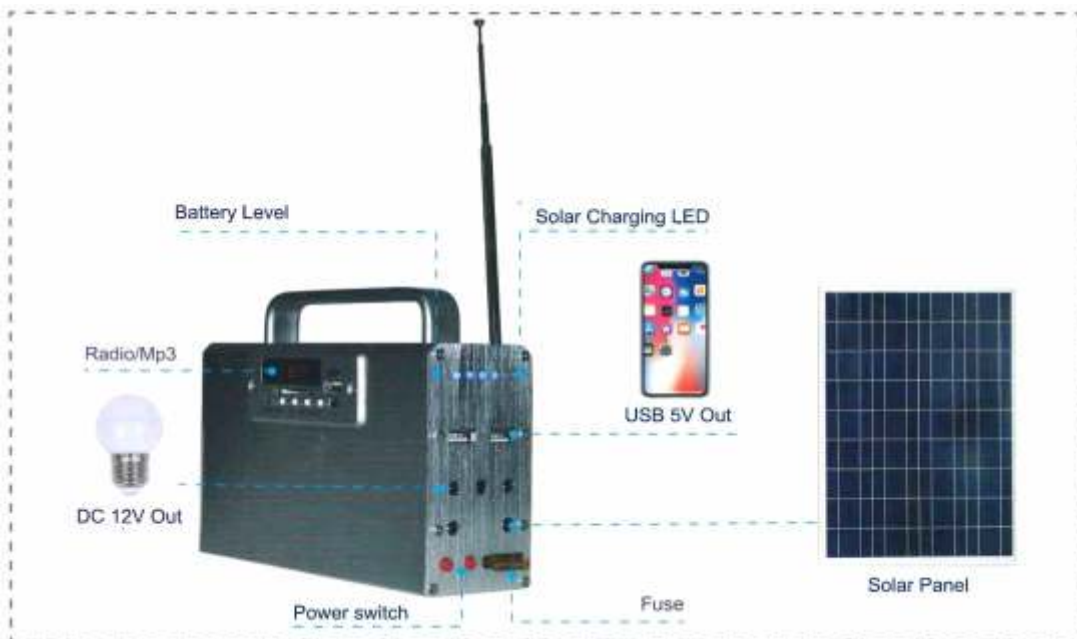 Battery Level
Solar Charging LED
Radio/Mp3
USB 5V Out
DC 12V Out
Solar Panel
Power switch
Fuse